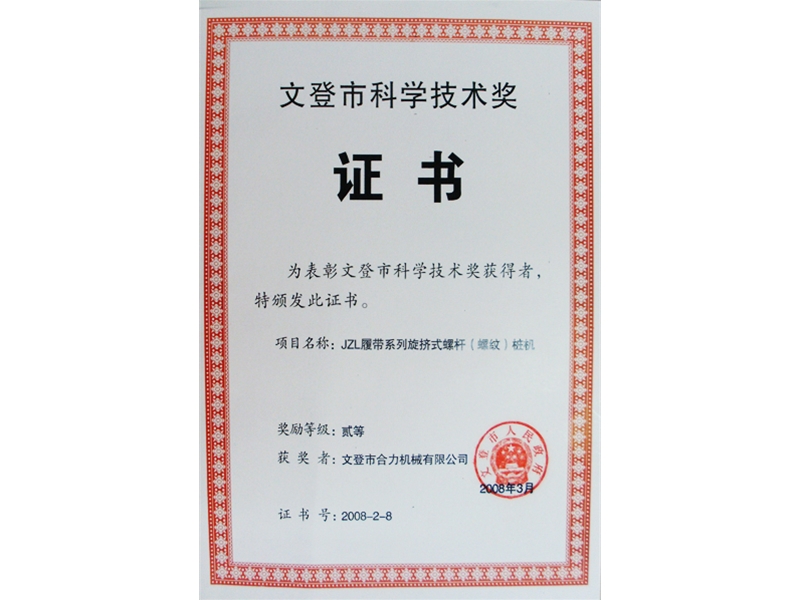 文登市科学技术奖
证 书
为表彰文登市科学技术奖获得者，
特颁发此证书。
项目名称：JZL履带系列旋挤式螺杆（螺纹）桩机
奖励等级：贰等
获 奖 者：文登市合力机械有限公司
文登市人民政府
2008年3月
证 书 号：2008-2-8